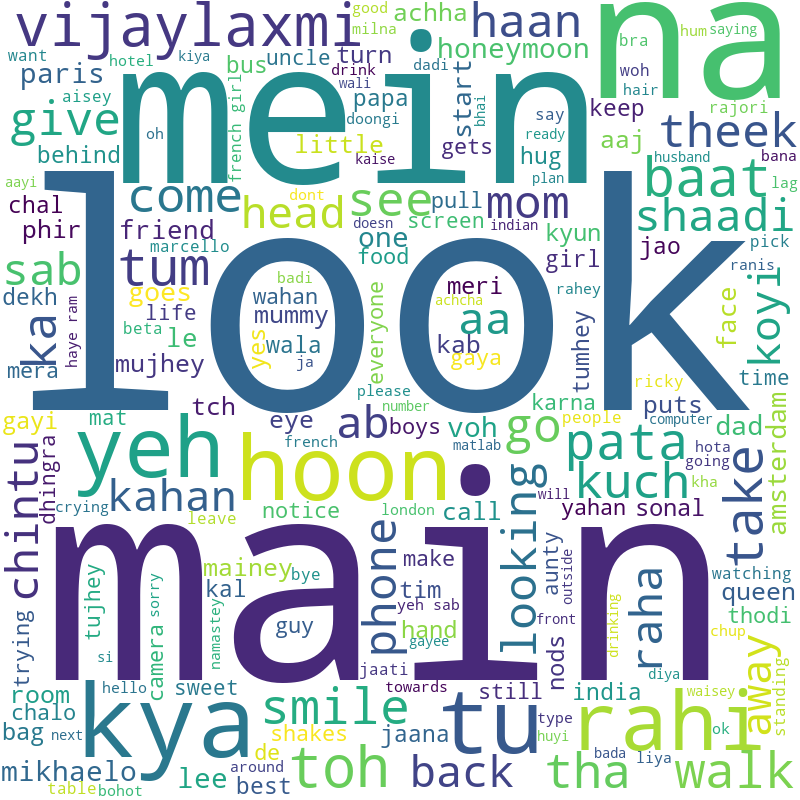 vijaylaxmi
mein
na
look
main
hoon
good
milna
achha
haan
bra
hum
saying
want
hotel
kiya
bus
uncle
turn
drink
dadi
honeymoon
woh
hair
paris
aisey
french girl
papa
wali
doongi
start
bhai
say
keep
rajori
give
oh
little
kaise
gets
ready
aaj
theek
behind
hug
plan
husband
bana
aayi
come
head
see
dont
mom
baat
lag
chal
phir
friend
marcello
one
screen
pull
doesn
indian
kyun
shaadi
jao
pick
sab
tum
badi
food
girl
ranis
dekh
goes
wahan
meri
achcha
rahey
haye ram
ka
life
mummy
aa
tumhey
koyi
beta
le
yes
everyone
kab
gaya
face
mera
mujhey
wala
ja
please
ricky
time
gayi
mat
tch
eye
number
karna
puts
people
computer
yeh
ab
boys
voh
go
pata
dad
french
matlab
hota
going
chintu
dhingra
kahan
phone
looking
kuch
kha
take
amsterdam
crying
leave
notice
london
call
will
yahan
sonal
tujhey
mainey
bye
make
aunty
outside
raha
watching
queen
trying
kal
tim
yeh sab
front
thodi
camera
sorry
namastey
guy
hand
gayee
nods
drinking
chup
si
jaati
diya
away
standing
room
hello
sweet
towards
still
india
waisey
chalo
kya
smile
tu
rahi
bag
next
shakes
jaana
type
huyi
ok
mikhaelo
de
toh
back
bada
liya
tha
walk
table
bohot
lee
around
best